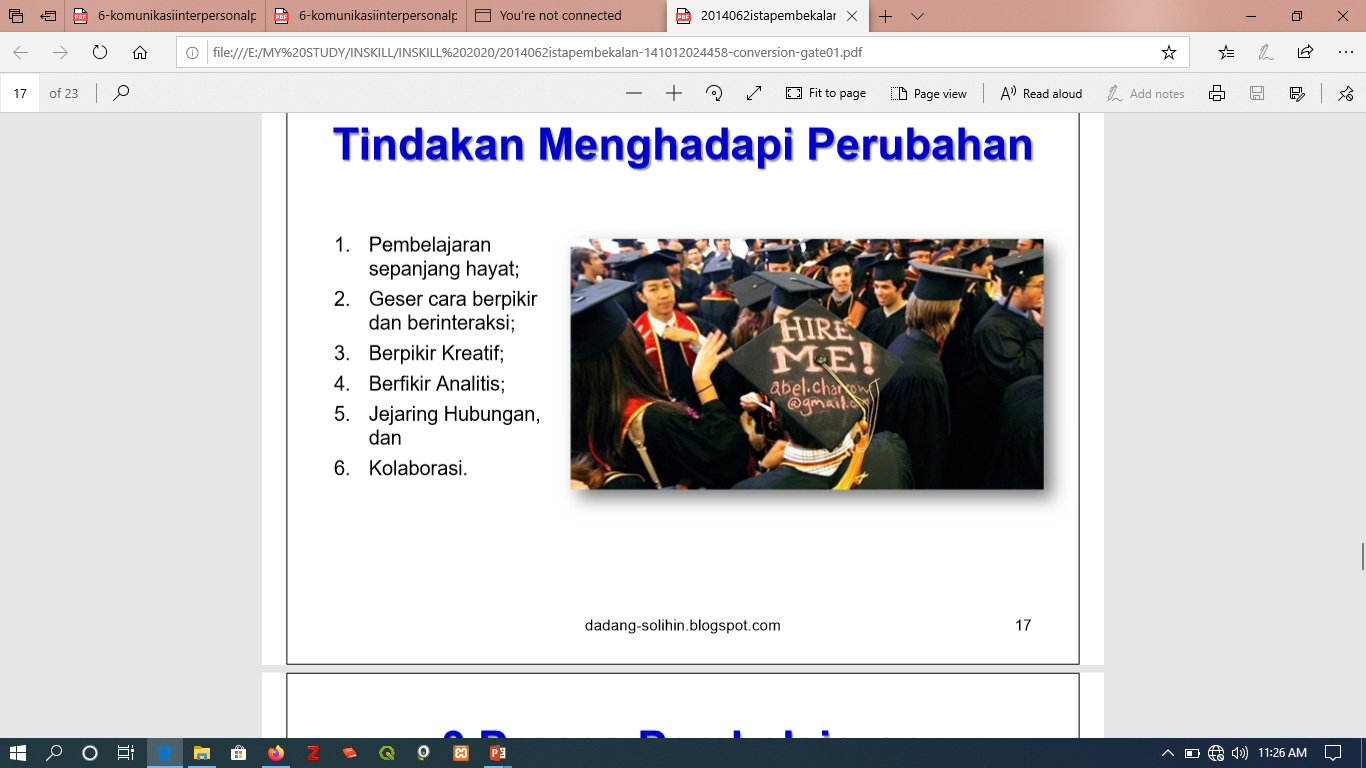 6-komunikasiinterpersonalp
6-komunikasiinterpersonalp
You're not connected
2014062istapembekalar
file:///E:/MY%20STUDY/INSKILL/INSKILL%202020/2014062istapembekalan-141012024458-conversion-gate01.pdf
17 of 23
Fit to page
Page view
Read aloud
Add notes
Tindakan Menghadapi Perubahan
1. Pembelajaran
sepanjang hayat;
2. Geser cara berpikir
dan berinteraksi;
3. Berpikir Kreatif;
4. Berfikir Analitis;
5. Jejaring Hubungan,
dan
6. Kolaborasi.
HIRE
ME!
dadang-solihin.blogspot.com
17
11:26 AM